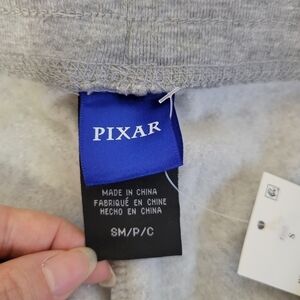 PIXAR
MADE IN CHINA
FABRIQUÉ EN CHINE
HECHO EN CHINA
SM/P/C